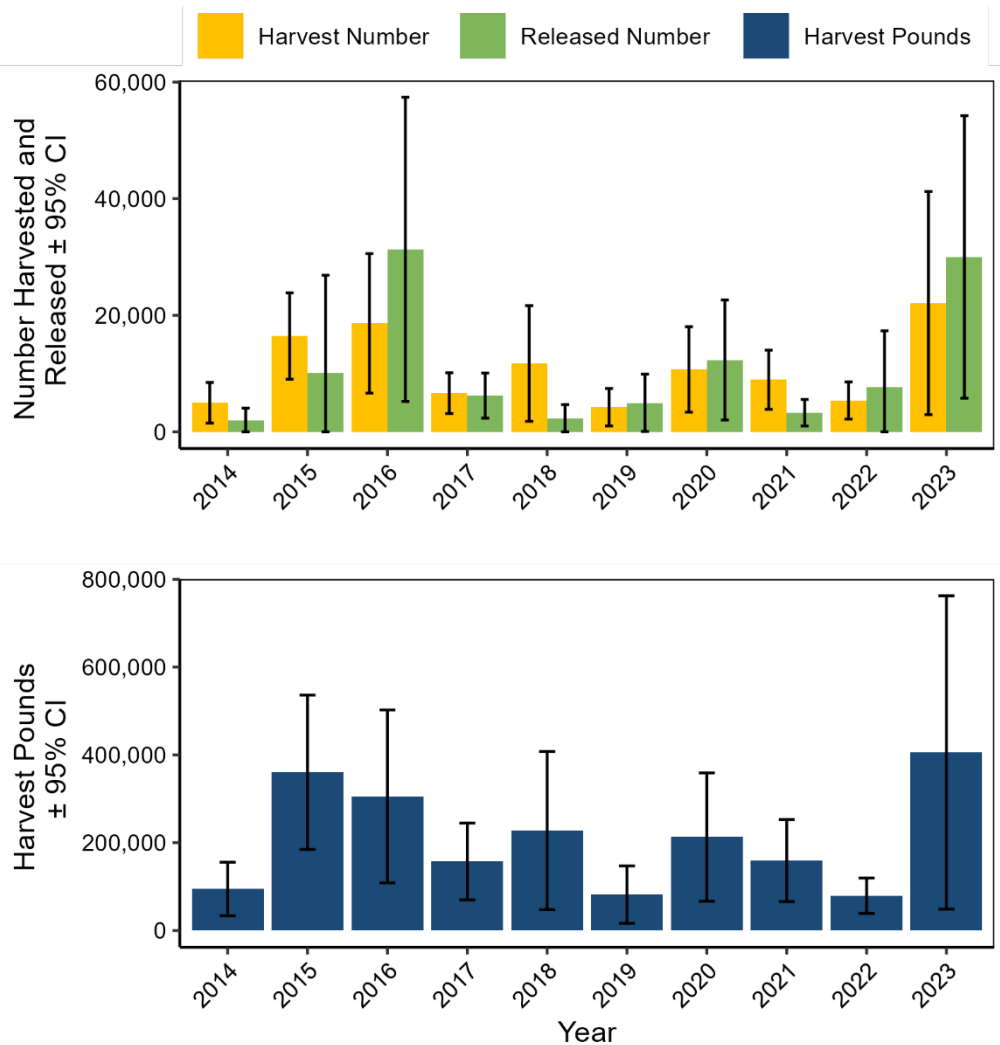 Harvest Number Released Number Harvest Pounds
Number Harvested and
Released ± 95% CI
60,000
40,000
20,000
0
2014 2015 2016 2017 2018 2019 2020 2021 2022 2023
Harvest Pounds
± 95% CI
800,000
600,000
400,000
200,000
0
2014 2015 2016 2017 2018 2019 2020 2021 2022 2023
Year